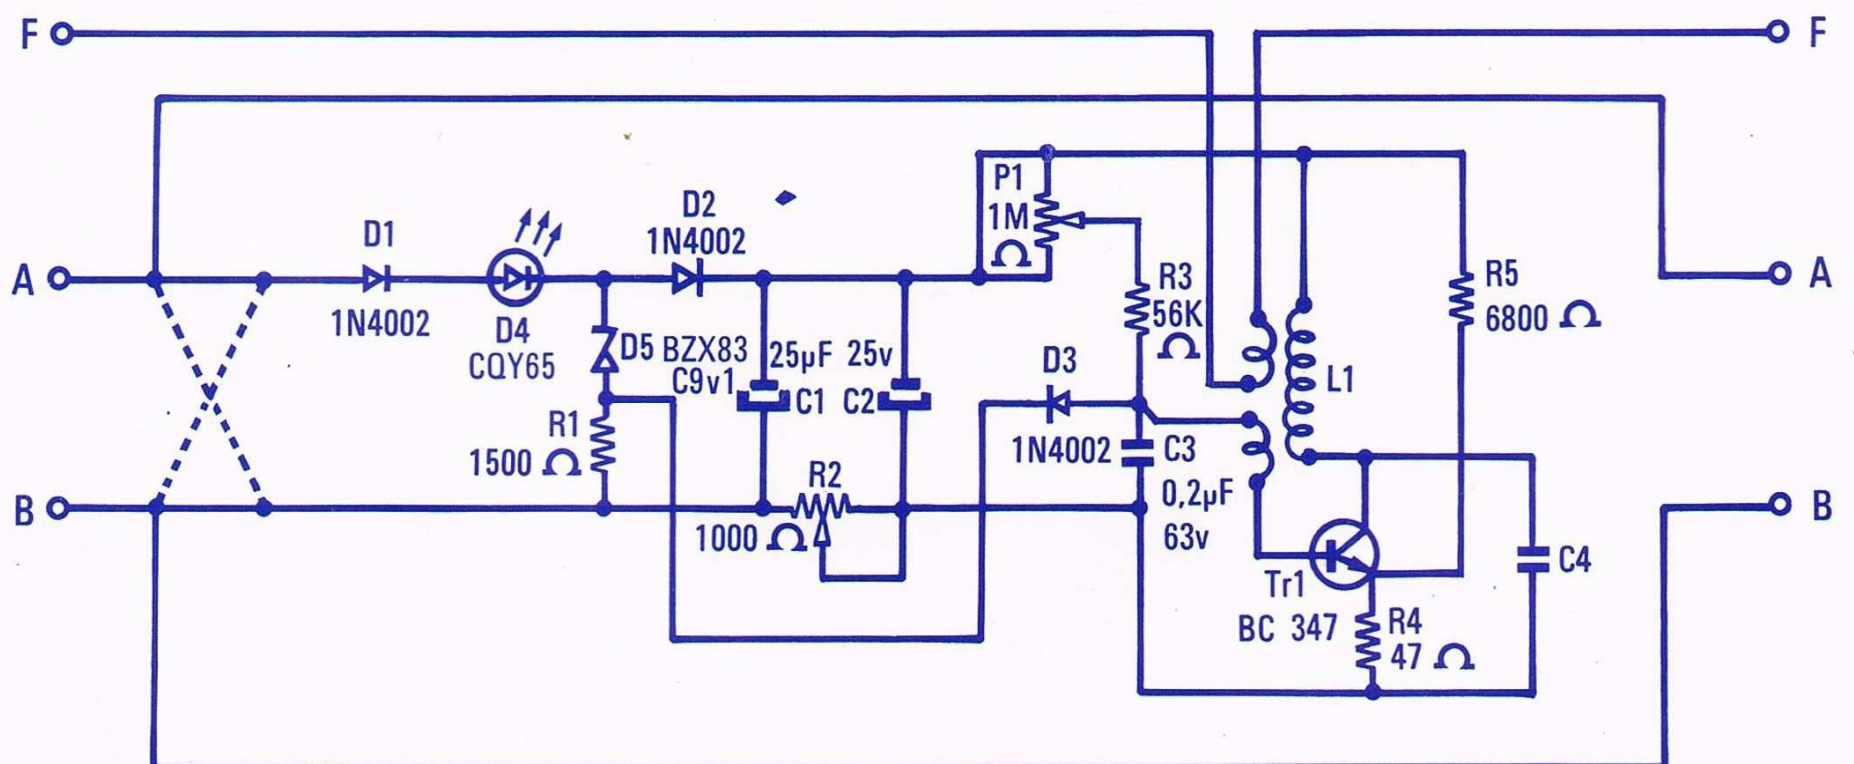 F
F
P1
1M
Ω
D2
1N4002
D1
1N4002
A
A
D4
CQY65
D5 BZX83
C9v1
25µF 25v
C1
C2
R3
56K
Ω
R5
6800 Ω
L1
D3
1N4002
R1
1500 Ω
R2
1000 Ω
C3
0,2µF
63v
B
B
Tr1
BC 347
R4
47 Ω
C4